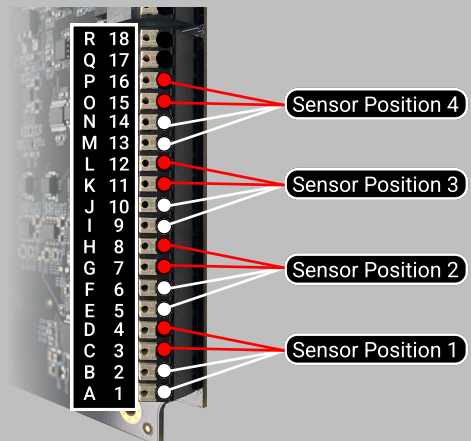 R 18
Q 17
P 16
O 15
N 14
M 13
L 12
K 11
J 10
I 9
H 8
G 7
F 6
E 5
D 4
C 3
B 2
A 1
Sensor Position 4
Sensor Position 3
Sensor Position 2
Sensor Position 1